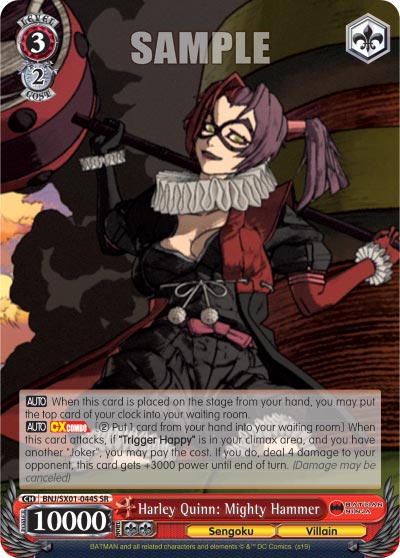 LEVEL
3
2
COST
SAMPLE
AUTO When this card is placed on the stage from your hand, you may put
the top card of your clock into your waiting room.
AUTO CX COMBO [② Put 1 card from your hand into your waiting room] When
this card attacks, if "Trigger Happy" is in your climax area, and you have
another "Joker", you may pay the cost. If you do, deal 4 damage to your
opponent, this card gets +3000 power until end of turn. (Damage may be
canceled)
CH BNJ/SX01-044S SR
Harley Quinn: Mighty Hammer
BATMAN
NINJA
POWER
10000
SOUL
Sengoku
Villain
BATMAN and all related characters and elements © & ™ DC Comics (s19)